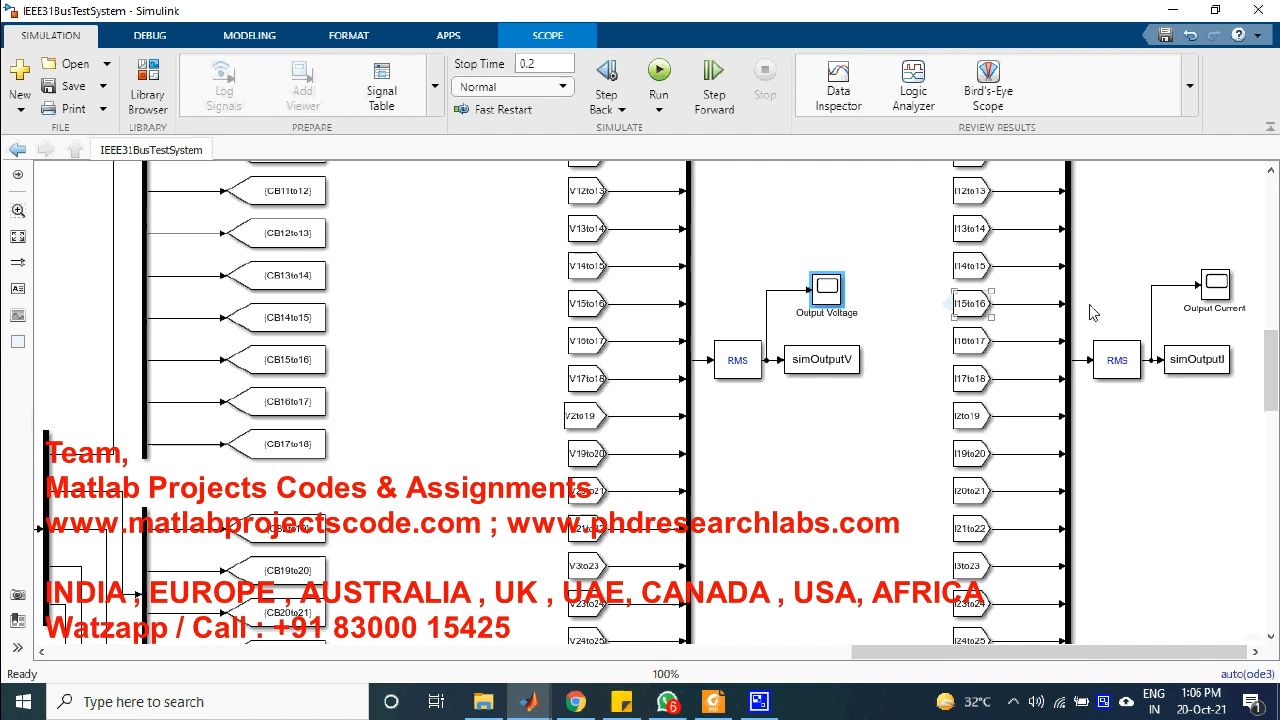 IEEE31BusTestSystem - Simulink
SIMULATION
DEBUG
MODELING
FORMAT
APPS
SCOPE
New
Open
Save
Print
FILE
Library
Browser
LIBRARY
Log
Signals
Add
Viewer
Signal
Table
PREPARE
Stop Time 0.2
Normal
Fast Restart
Step
Back
Run
Step
Forward
Stop
SIMULATE
Data
Inspector
Logic
Analyzer
Bird's-Eye
Scope
REVIEW RESULTS
IEEE31BusTestSystem
{CB11to12}
{CB12to13}
{CB13to14}
{CB14to15}
{CB15to16}
{CB16to17}
{CB17to18}
{CB19to20}
{CB20to21}
V12to13
V13to14
V14to15
V15to16
V16to17
V17to18
V2to19
V19to20
V20to21
V21to22
V3to23
V23to24
V24to25
RMS
Output Voltage
simOutputV
I12to13
I13to14
I14to15
I15to16
I16to17
I17to18
I2to19
I19to20
I20to21
I21to22
I3to23
I23to24
I24to25
RMS
Output Current
simOutputI
Team,
Matlab Projects Codes & Assignments
www.matlabprojectscode.com ; www.phdresearchlabs.com
INDIA , EUROPE , AUSTRALIA , UK , UAE, CANADA , USA, AFRICA
Watzapp / Call : +91 83000 15425
Ready
100%
auto(ode3)
Type here to search
6
32°C
ENG
IN
1:06 PM
20-Oct-21
1